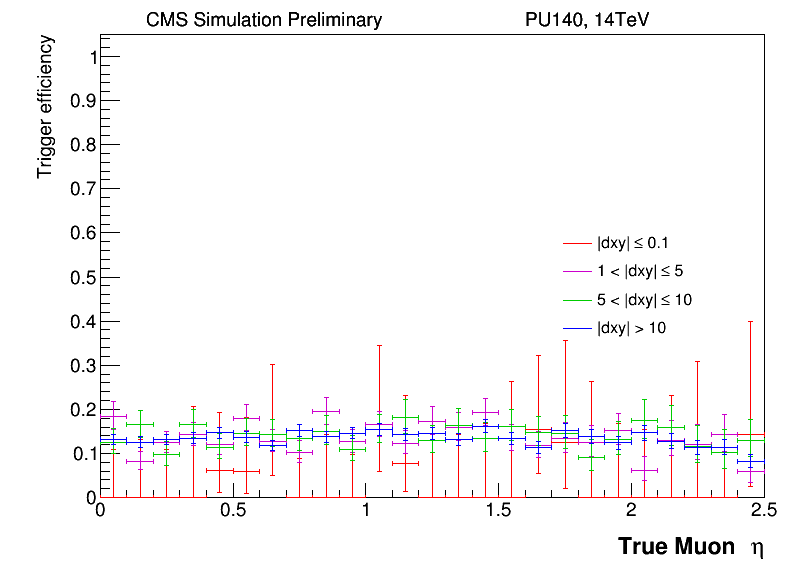 CMS Simulation Preliminary
PU140, 14TeV
Trigger efficiency
1
0.9
0.8
0.7
0.6
0.5
0.4
0.3
0.2
0.1
0
|dxy| ≤ 0.1
1 < |dxy| ≤ 5
5 < |dxy| ≤ 10
|dxy| > 10
0 0.5 1 1.5 2 2.5
True Muon η